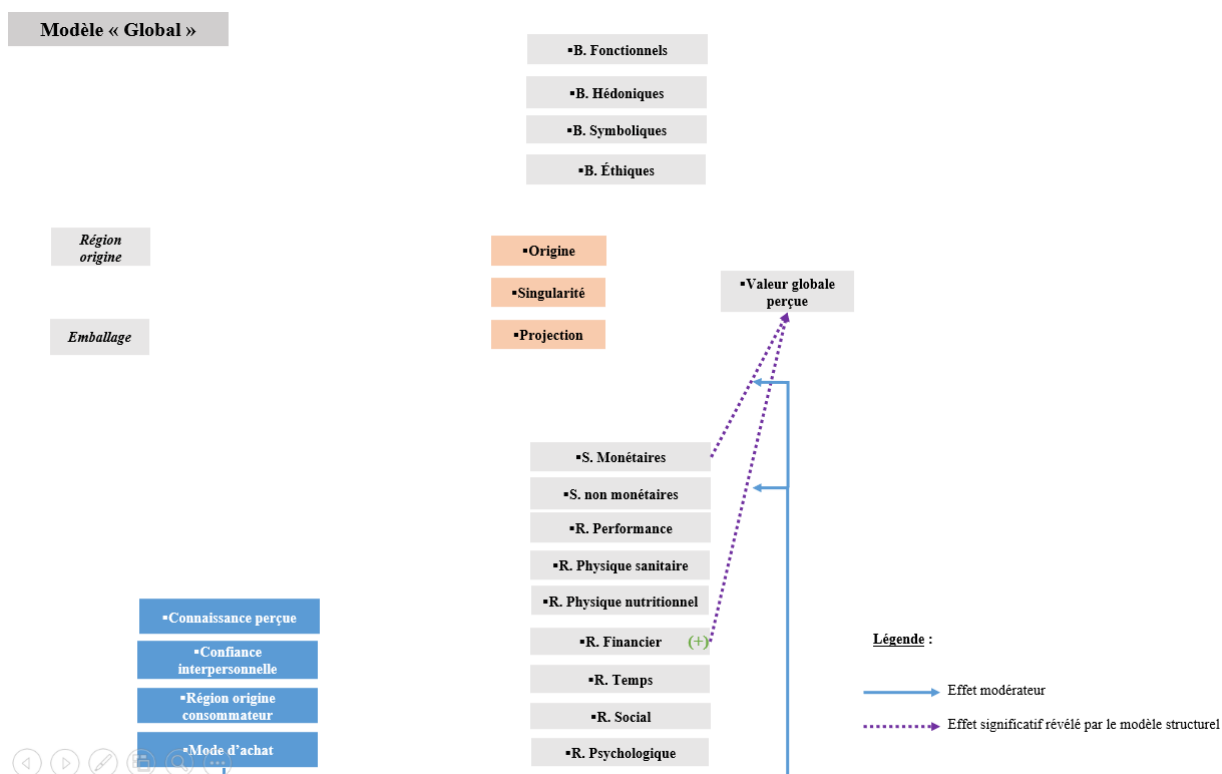 Modèle « Global »
▪B. Fonctionnels
▪B. Hédoniques
▪B. Symboliques
▪B. Éthiques
Région
origine
▪Origine
▪Singularité
▪Valeur globale
perçue
Emballage
▪Projection
▪S. Monétaires
▪S. non monétaires
▪R. Performance
▪R. Physique sanitaire
▪R. Physique nutritionnel
▪Connaissance perçue
▪R. Financier (+)
Légende :
▪Confiance
interpersonnelle
▪R. Temps
▪Région origine
consommateur
Effet modérateur
▪R. Social
Effet significatif révélé par le modèle structurel
▪Mode d’achat
▪R. Psychologique